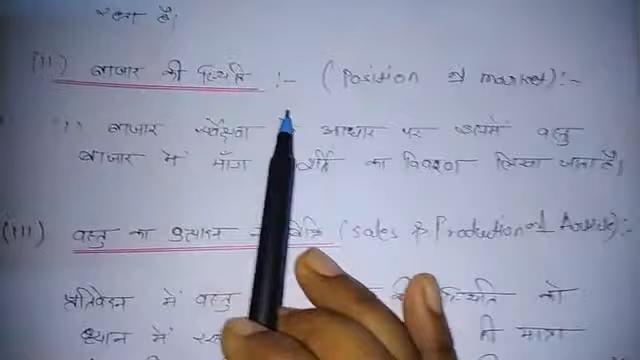 रखना है।
(ii) बाजार की स्थिति :- (Position of market):-
बाजार सर्वेक्षण के आधार पर उसमें वस्तु
बाजार में माँग पूर्ति का विवरण लिखा जाता है।
(iii) वस्तु का उत्पादन विक्रि (Sales & Production of Article):-
प्रतिवेदन में वस्तु की स्थिति को
ध्यान में की मात्रा